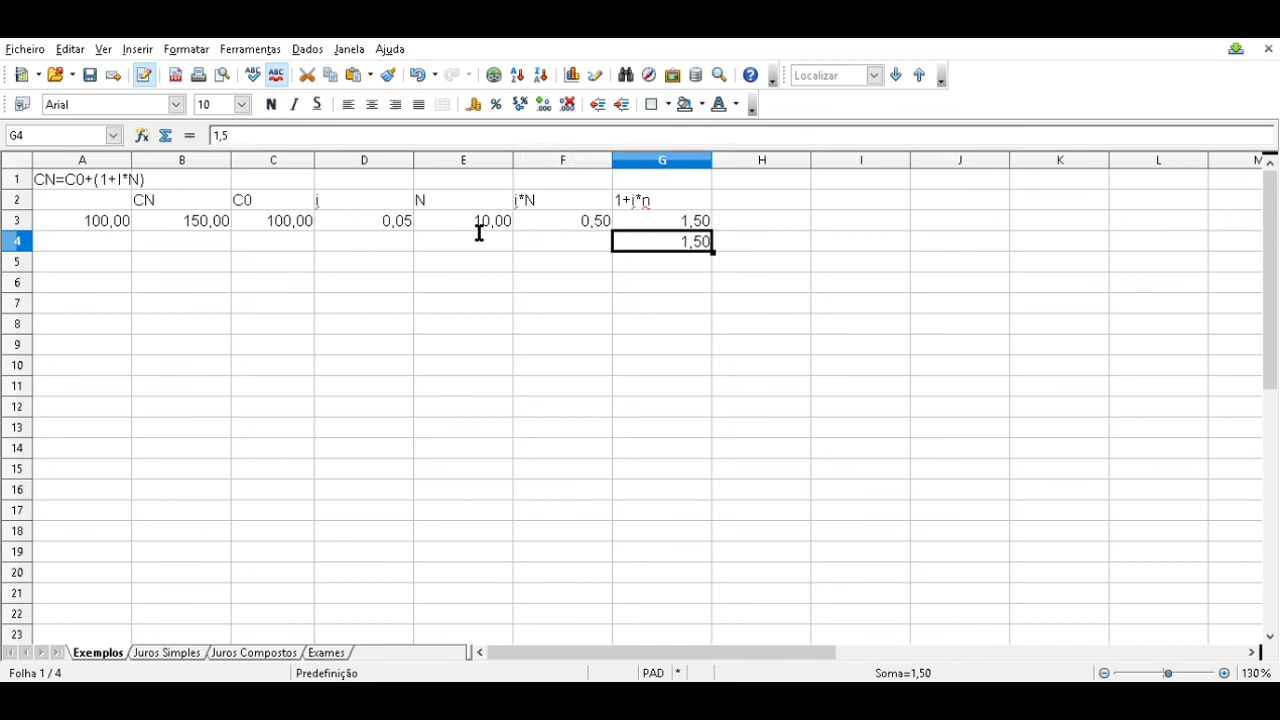 Ficheiro Editar Ver Inserir Formatar Ferramentas Dados Janela Ajuda
Localizar
Arial 10 N I S
G4 1,5
A B C D E F G H I J K L M
1 CN=C0+(1+I*N)
2 CN C0 i N i*N 1+i*n
3 100,00 150,00 100,00 0,05 10,00 0,50 1,50
4 1,50
5
6
7
8
9
10
11
12
13
14
15
16
17
18
19
20
21
22
23
Exemplos Juros Simples Juros Compostos Exames
Folha 1 / 4 Predefinição PAD * Soma=1,50 130%